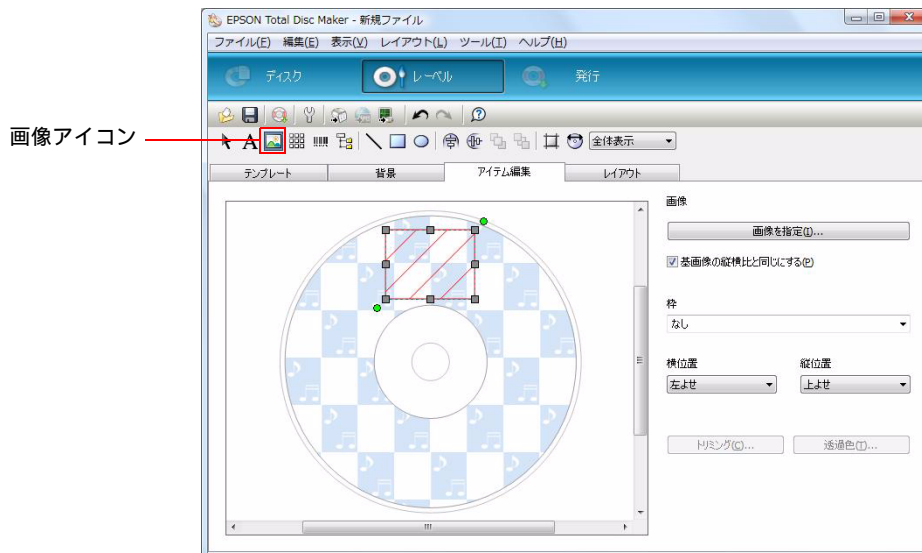 EPSON Total Disc Maker - 新規ファイル
ファイル(F) 編集(E) 表示(V) レイアウト(L) ツール(T) ヘルプ(H)
ディスク レーベル 発行
画像アイコン
A 全体表示
テンプレート 背景 アイテム編集 レイアウト
画像
画像を指定(I)...
基画像の縦横比と同じにする(P)
枠
なし
横位置 縦位置
左よせ 上よせ
トリミング(C)... 透過色(T)...